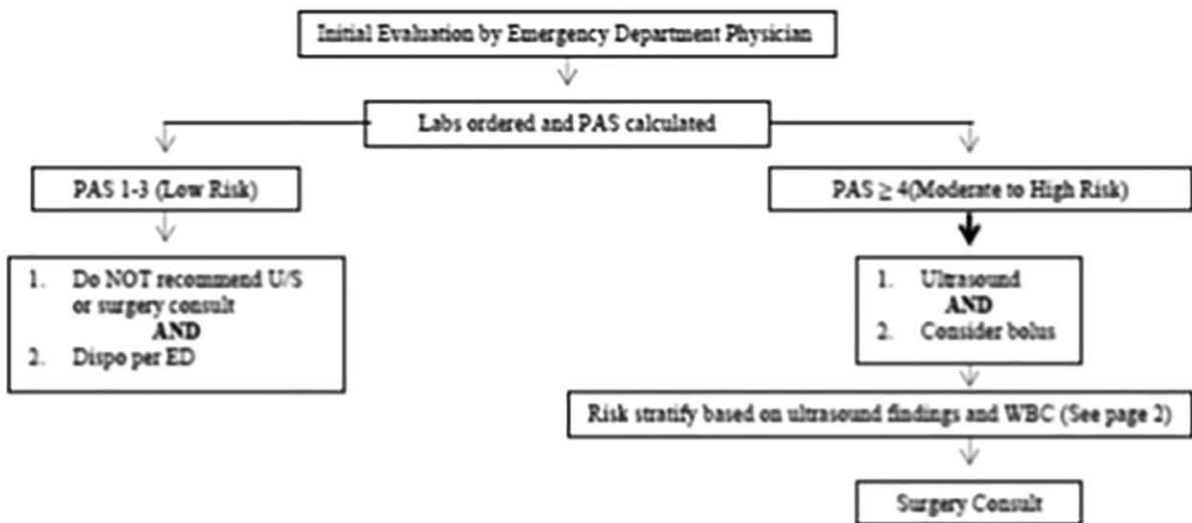 Initial Evaluation by Emergency Department Physician
Labs ordered and PAS calculated
PAS 1-3 (Low Risk)
PAS ≥ 4(Moderate to High Risk)
1. Do NOT recommend U/S
or surgery consult
AND
2. Dispo per ED
1. Ultrasound
AND
2. Consider bolus
Risk stratify based on ultrasound findings and WBC (See page 2)
Surgery Consult